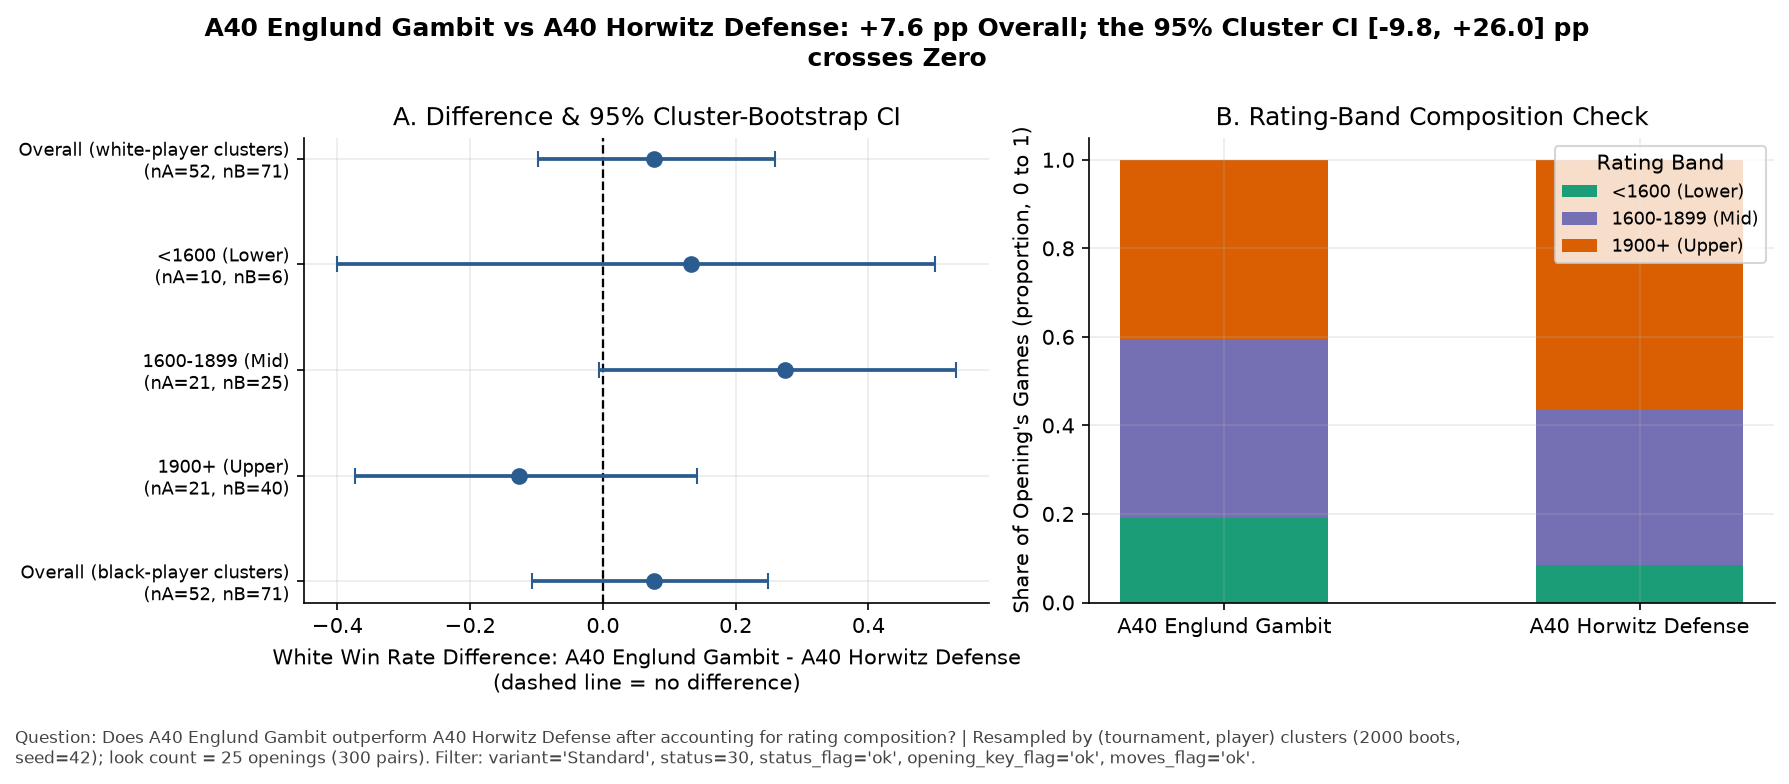 A40 Englund Gambit vs A40 Horwitz Defense: +7.6 pp Overall; the 95% Cluster CI [-9.8, +26.0] pp
crosses Zero
A. Difference & 95% Cluster-Bootstrap CI
Overall (white-player clusters)
(nA=52, nB=71)
<1600 (Lower)
(nA=10, nB=6)
1600-1899 (Mid)
(nA=21, nB=25)
1900+ (Upper)
(nA=21, nB=40)
Overall (black-player clusters)
(nA=52, nB=71)
−0.4
−0.2
0.0
0.2
0.4
White Win Rate Difference: A40 Englund Gambit - A40 Horwitz Defense
(dashed line = no difference)
B. Rating-Band Composition Check
Share of Opening's Games (proportion, 0 to 1)
1.0
0.8
0.6
0.4
0.2
0.0
Rating Band
<1600 (Lower)
1600-1899 (Mid)
1900+ (Upper)
A40 Englund Gambit
A40 Horwitz Defense
Question: Does A40 Englund Gambit outperform A40 Horwitz Defense after accounting for rating composition? | Resampled by (tournament, player) clusters (2000 boots,
seed=42); look count = 25 openings (300 pairs). Filter: variant='Standard', status=30, status_flag='ok', opening_key_flag='ok', moves_flag='ok'.